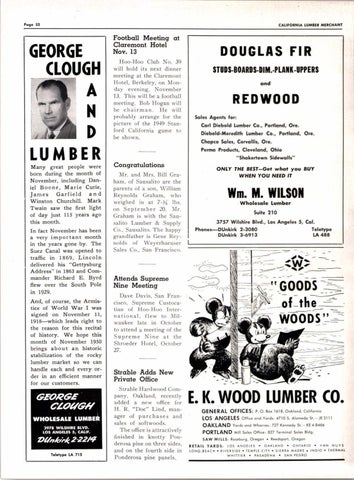 Page 50
CALIFORNIA LUMBER MERCHANT
GEORGE
CLOUGH
AND
LUMBER
Many great people were
born during the month of
November, including Dan-
iel Boone, Marie Curie,
James Garfield and
Winston Churchill. Mark
Twain saw the first light
of day just 115 years ago
this month.
In fact November has been
a very important month
in the years gone by. The
Suez Canal was opened to
traffic in 1869, Lincoln
delivered his "Gettysburg
Address" in 1863 and Com-
mander Richard E. Byrd
flew over the South Pole
in 1929.
And, of course, the Armis-
tice of World War I was
signed on November 11,
1918—which leads right to
the reason for this recital
of history. We hope this
month of November 1950
brings about an historic
stabilization of the rocky
lumber market so we can
handle each and every or-
der in an efficient manner
for our customers.
GEORGE
CLOUGH
WHOLESALE LUMBER
3978 WILSHIRE BLVD.
LOS ANGELES 5, CALIF.
DUnkirk 2-2214
Teletype LA 715
Football Meeting at
Claremont Hotel
Nov. 13
Hoo-Hoo Club No. 39
will hold its next dinner
meeting at the Claremont
Hotel, Berkeley, on Mon-
day evening, November
13. This will be a football
meeting. Bob Hogan will
be chairman. He will
probably arrange for the
picture of the 1949 Stan-
ford California game to
be shown.
Congratulations
Mr. and Mrs. Bill Gra-
ham, of Sausalito are the
parents of a son, William
Reynolds Graham, who
weighed in at 7-½ lbs.
on September 20. Mr.
Graham is with the Sau-
salito Lumber & Supply
Co., Sausalito. The happy
grandfather is Gene Rey-
nolds of Weyerhaeuser
Sales Co., San Francisco.
Attends Supreme
Nine Meeting
Dave Davis, San Fran-
cisco, Supreme Custoca-
tian of Hoo-Hoo Inter-
national, flew to Mil-
waukee late in October
to attend a meeting of the
Supreme Nine at the
Shroeder Hotel, October
27.
Strable Adds New
Private Office
Strable Hardwood Com-
pany, Oakland, recently
added a new office for
H. R. "Doc" Lind, man-
ager of purchases and
sales of softwoods.
The office is attractively
finished in knotty Pon-
derosa pine on three sides,
and on the fourth side in
Ponderosa pine panels.
DOUGLAS FIR
STUDS-BOARDS-DIM.-PLANK-UPPERS
and
REDWOOD
Sales Agents for:
Carl Diebold Lumber Co., Portland, Ore.
Diebold-Meredith Lumber Co., Portland, Ore.
Chapco Sales, Corvallis, Ore.
Perma Products, Cleveland, Ohio
"Shakertown Sidewalls"
ONLY THE BEST—Get what you BUY
WHEN YOU NEED IT
Wm. M. WILSON
Wholesale Lumber
Suite 210
3757 Wilshire Blvd., Los Angeles 5, Cal.
Phones—DUnkirk 2-3080
DUnkirk 3-6913
Teletype
LA 488
W
"GOODS
of the
WOODS"
E. K. WOOD LUMBER CO.
GENERAL OFFICES: P. O. Box 1618, Oakland, California
LOS ANGELES Office and Yards: 4710 S. Alameda St. - JE 3111
OAKLAND Yards and Wharves: 727 Kennedy St. - KE 4-8466
PORTLAND Mill Sales Office: 827 Terminal Sales Bldg.
SAW MILLS: Roseburg, Oregon • Reedsport, Oregon
RETAIL YARDS: LOS ANGELES • OAKLAND • ONTARIO • VAN NUYS
LONG BEACH • RIVERSIDE • TEMPLE CITY • SIERRA MADRE • INDIO • THERMAL
WHITTIER • PASADENA • SAN PEDRO